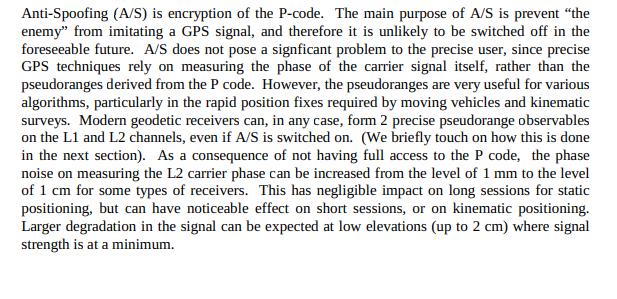 Anti-Spoofing (A/S) is encryption of the P-code. The main purpose of A/S is prevent “the
enemy” from imitating a GPS signal, and therefore it is unlikely to be switched off in the
foreseeable future. A/S does not pose a signficant problem to the precise user, since precise
GPS techniques rely on measuring the phase of the carrier signal itself, rather than the
pseudoranges derived from the P code. However, the pseudoranges are very useful for various
algorithms, particularly in the rapid position fixes required by moving vehicles and kinematic
surveys. Modern geodetic receivers can, in any case, form 2 precise pseudorange observables
on the L1 and L2 channels, even if A/S is switched on. (We briefly touch on how this is done
in the next section). As a consequence of not having full access to the P code, the phase
noise on measuring the L2 carrier phase can be increased from the level of 1 mm to the level
of 1 cm for some types of receivers. This has negligible impact on long sessions for static
positioning, but can have noticeable effect on short sessions, or on kinematic positioning.
Larger degradation in the signal can be expected at low elevations (up to 2 cm) where signal
strength is at a minimum.